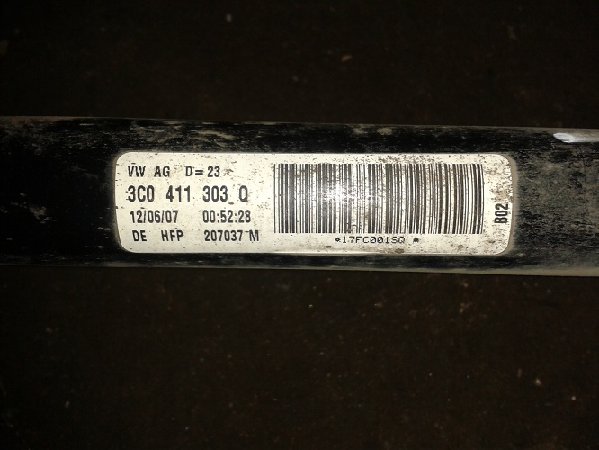 VW AG D=23
3C0 411 303 Q
12/06/07 00:52:28
DE HFP 207037 M
*17FC001SQ *
B02